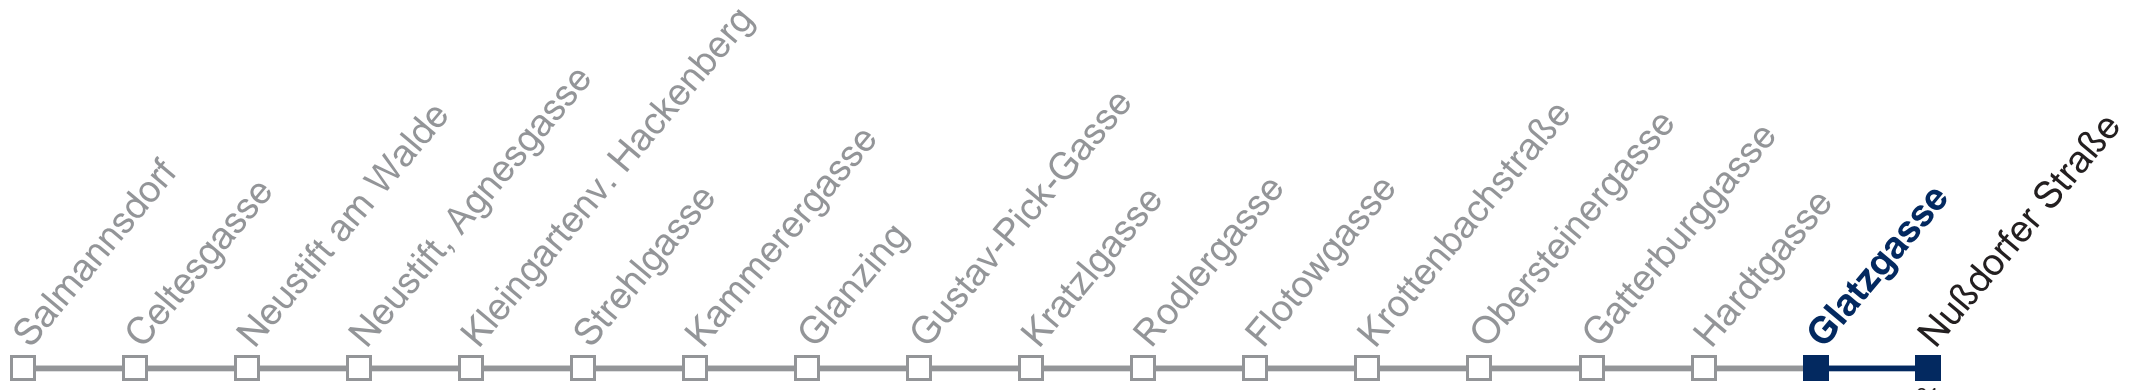 Salmannsdorf
Celtesgasse
Neustift am Walde
Neustift, Agnesgasse
Kleingartenv. Hackenberg
Strehlgasse
Kammerergasse
Glanzing
Gustav-Pick-Gasse
Kratzlgasse
Rodlergasse
Flotowgasse
Krottenbachstraße
Obersteinergasse
Gatterburggasse
Hardtgasse
Glatzgasse
Nußdorfer Straße